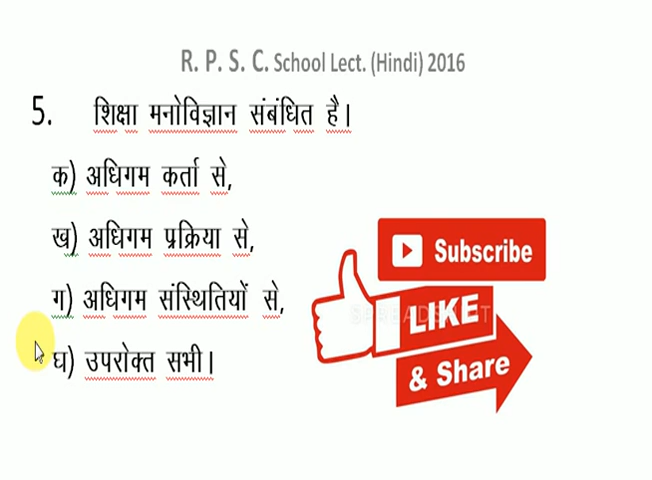 R. P. S. C. School Lect. (Hindi) 2016
5. शिक्षा मनोविज्ञान संबंधित है।
क) अधिगम कर्ता से,
ख) अधिगम प्रक्रिया से,
ग) अधिगम संस्थितियों से,
घ) उपरोक्त सभी।
Subscribe
LIKE
& Share